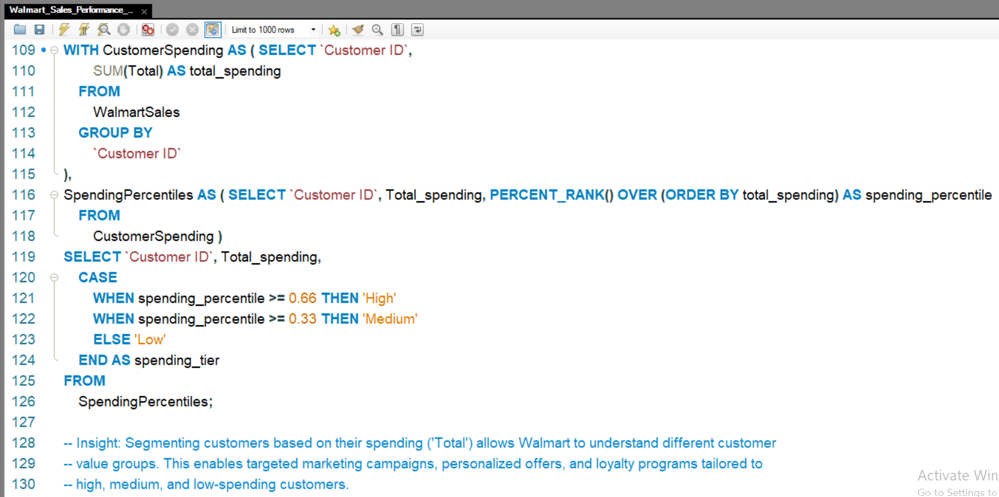 Walmart_Sales_Performance_...
Limit to 1000 rows
109 WITH CustomerSpending AS ( SELECT `Customer ID`,
110 SUM(Total) AS total_spending
111 FROM
112 WalmartSales
113 GROUP BY
114 `Customer ID`
115 ),
116 SpendingPercentiles AS ( SELECT `Customer ID`, Total_spending, PERCENT_RANK() OVER (ORDER BY total_spending) AS spending_percentile
117 FROM
118 CustomerSpending )
119 SELECT `Customer ID`, Total_spending,
120 CASE
121 WHEN spending_percentile >= 0.66 THEN 'High'
122 WHEN spending_percentile >= 0.33 THEN 'Medium'
123 ELSE 'Low'
124 END AS spending_tier
125 FROM
126 SpendingPercentiles;
127
128 -- Insight: Segmenting customers based on their spending ('Total') allows Walmart to understand different customer
129 -- value groups. This enables targeted marketing campaigns, personalized offers, and loyalty programs tailored to
130 -- high, medium, and low-spending customers.
Activate Win
Go to Settings to